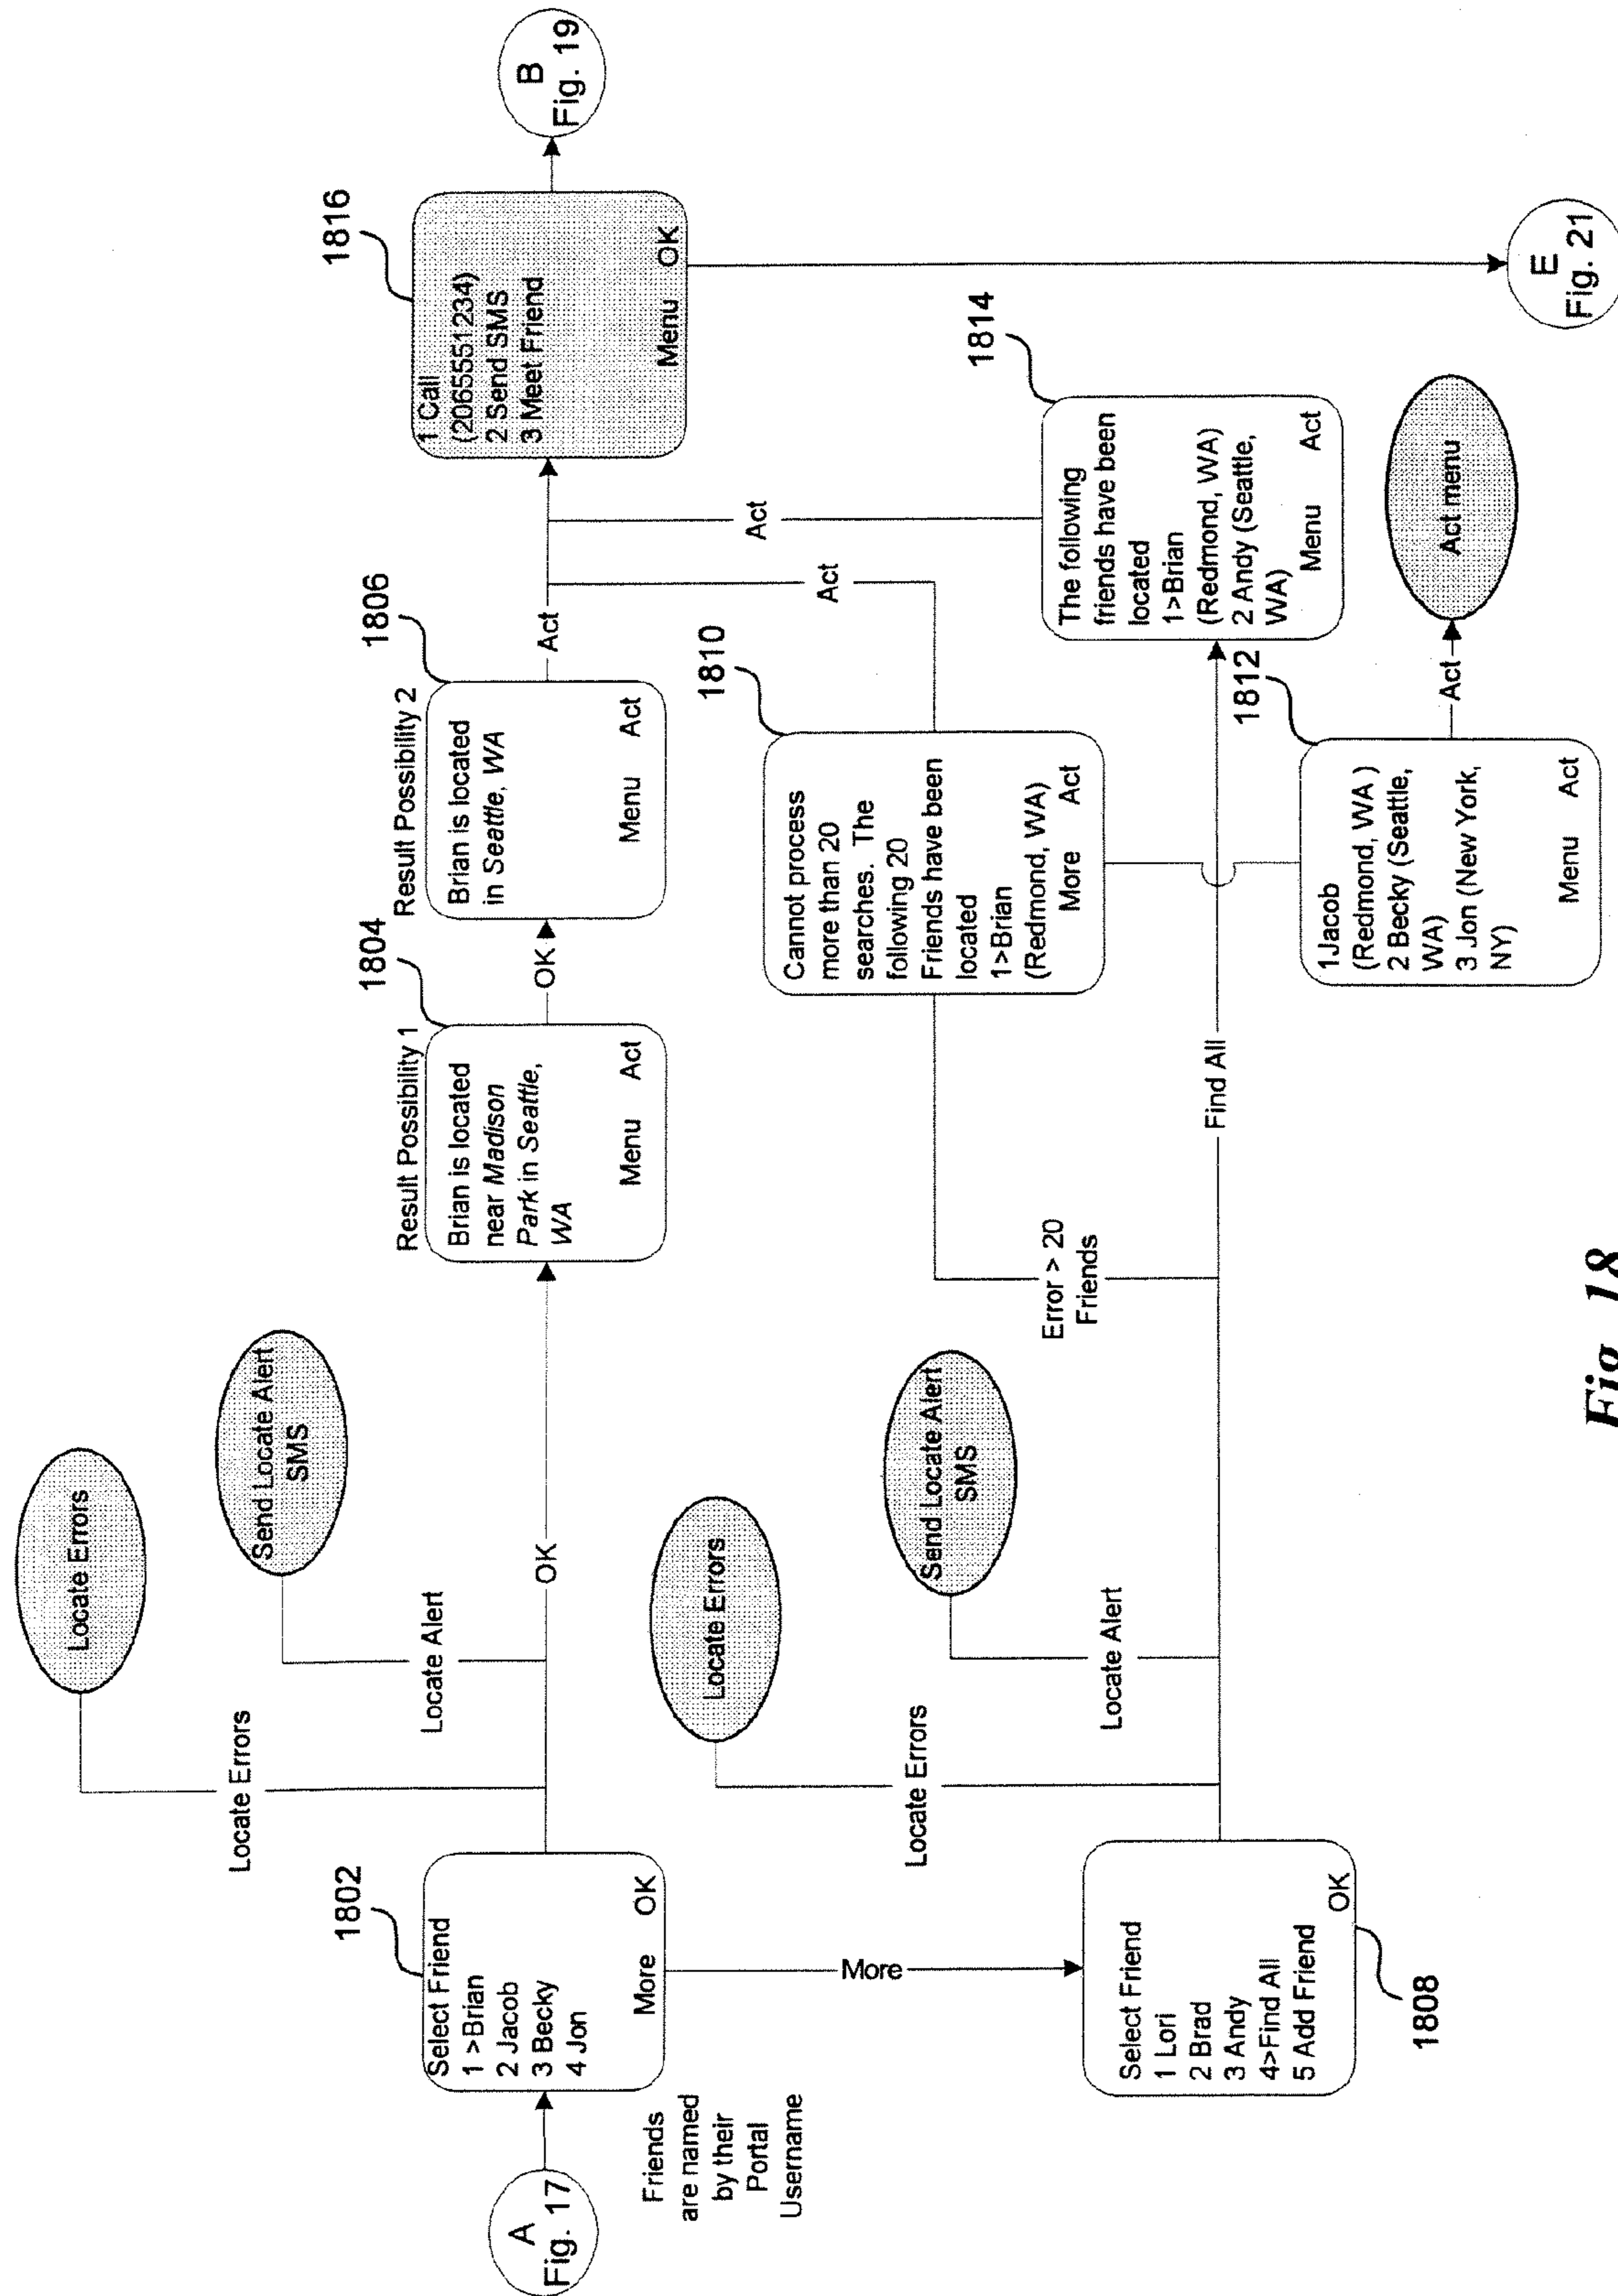 A
Fig. 17
Friends
are named
by their
Portal
Username
1802
Select Friend
1 >Brian
2 Jacob
3 Becky
4 Jon
More OK
Locate Errors
Locate Errors
Locate Alert
Send Locate Alert
SMS
OK
Result Possibility 1
1804
Brian is located
near Madison
Park in Seattle,
WA
Menu Act
OK
Result Possibility 2
1806
Brian is located
in Seattle, WA
Menu Act
Act
1816
1 Call
(2065551234)
2 Send SMS
3 Meet Friend
Menu OK
B
Fig. 19
More
Select Friend
1 Lori
2 Brad
3 Andy
4>Find All
5 Add Friend
OK
1808
Locate Errors
Locate Errors
Locate Alert
Send Locate Alert
SMS
Error > 20
Friends
Find All
1810
Cannot process
more than 20
searches. The
following 20
Friends have been
located
1>Brian
(Redmond, WA)
More Act
Act
Act
1814
The following
friends have been
located
1>Brian
(Redmond, WA)
2 Andy (Seattle,
WA)
Menu Act
1812
1Jacob
(Redmond, WA )
2 Becky (Seattle,
WA)
3 Jon (New York,
NY)
Menu Act
Act
Act menu
E
Fig. 21
Fig. 18